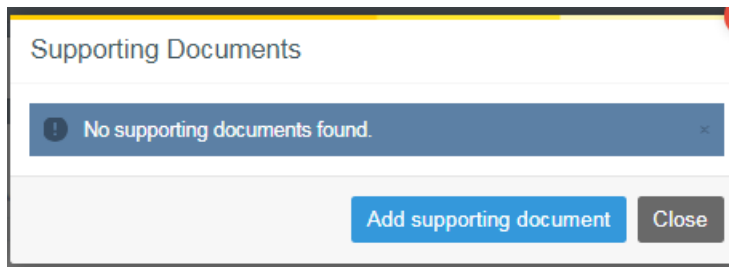 Supporting Documents
No supporting documents found.
Add supporting document Close